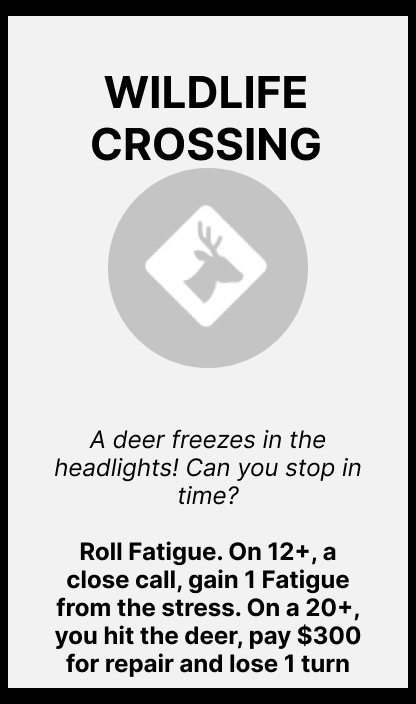 WILDLIFE
CROSSING
A deer freezes in the
headlights! Can you stop in
time?
Roll Fatigue. On 12+, a
close call, gain 1 Fatigue
from the stress. On a 20+,
you hit the deer, pay $300
for repair and lose 1 turn